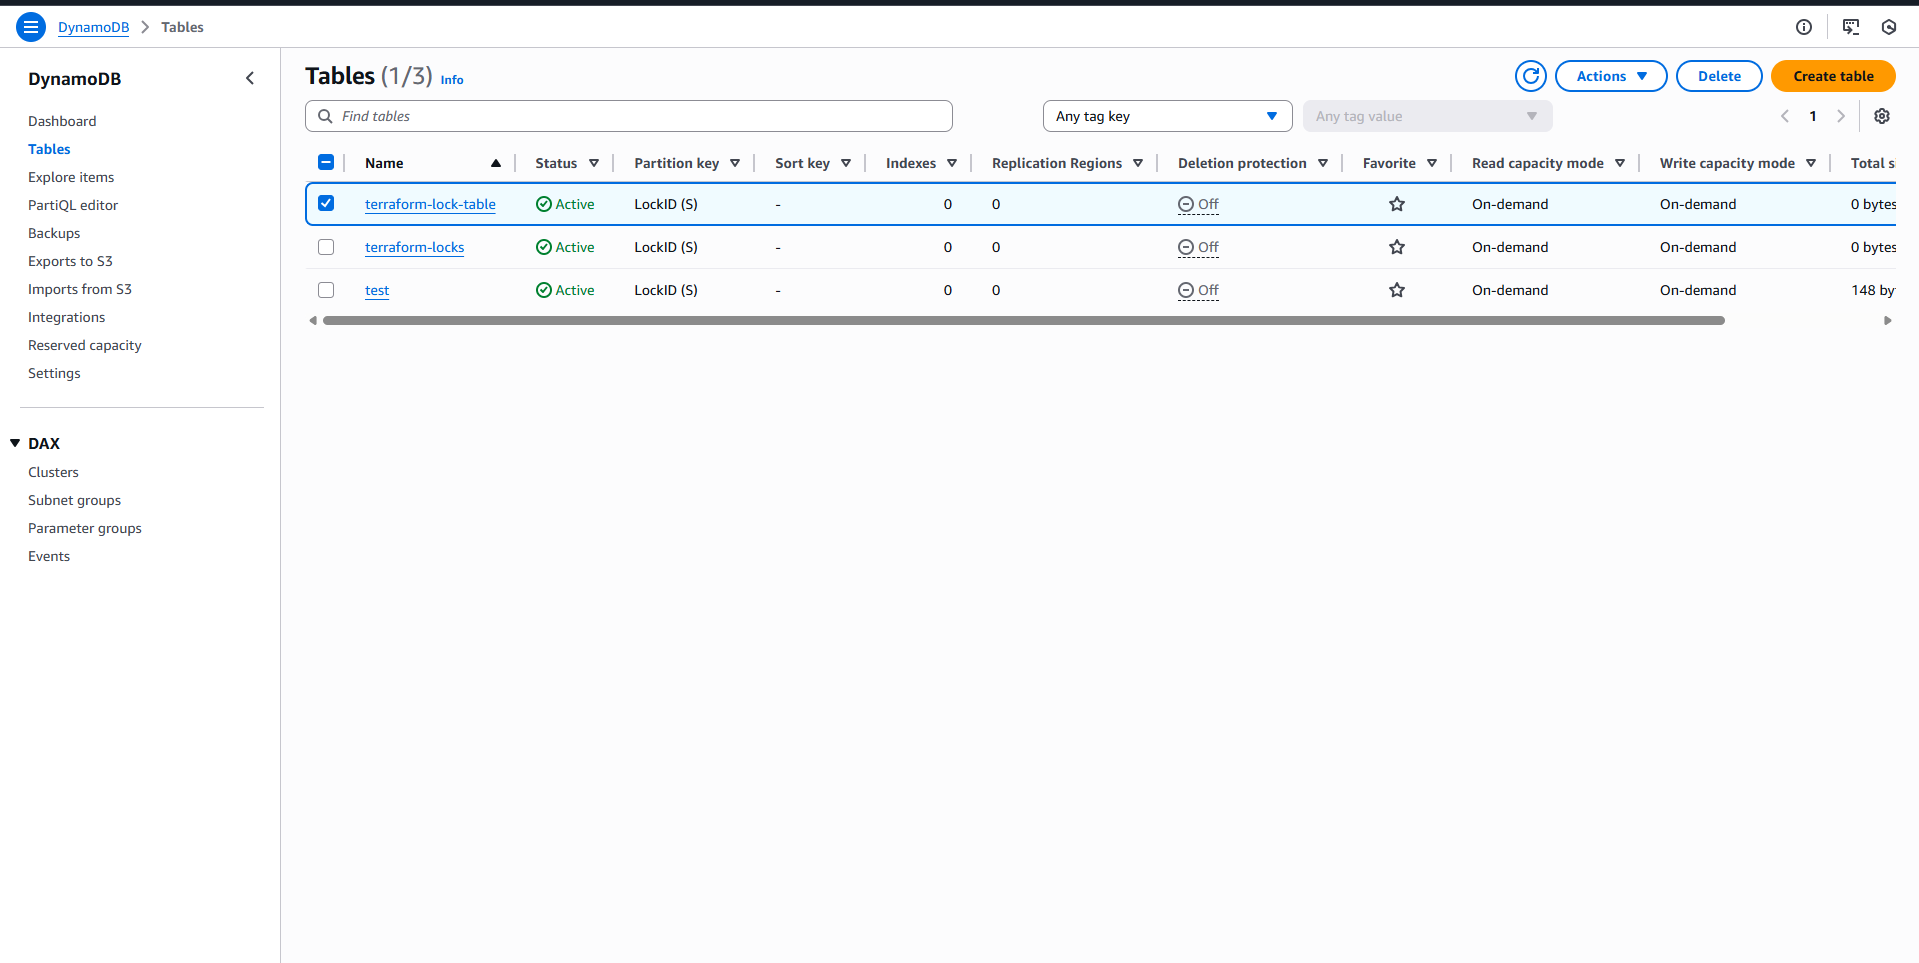 DynamoDB > Tables
DynamoDB
Dashboard
Tables
Explore items
PartiQL editor
Backups
Exports to S3
Imports from S3
Integrations
Reserved capacity
Settings
DAX
Clusters
Subnet groups
Parameter groups
Events
Tables (1/3) Info
Actions Delete Create table
Find tables Any tag key Any tag value 1
Name Status Partition key Sort key Indexes Replication Regions Deletion protection Favorite Read capacity mode Write capacity mode Total s
terraform-lock-table Active LockID (S) - 0 0 Off On-demand On-demand 0 bytes
terraform-locks Active LockID (S) - 0 0 Off On-demand On-demand 0 bytes
test Active LockID (S) - 0 0 Off On-demand On-demand 148 by